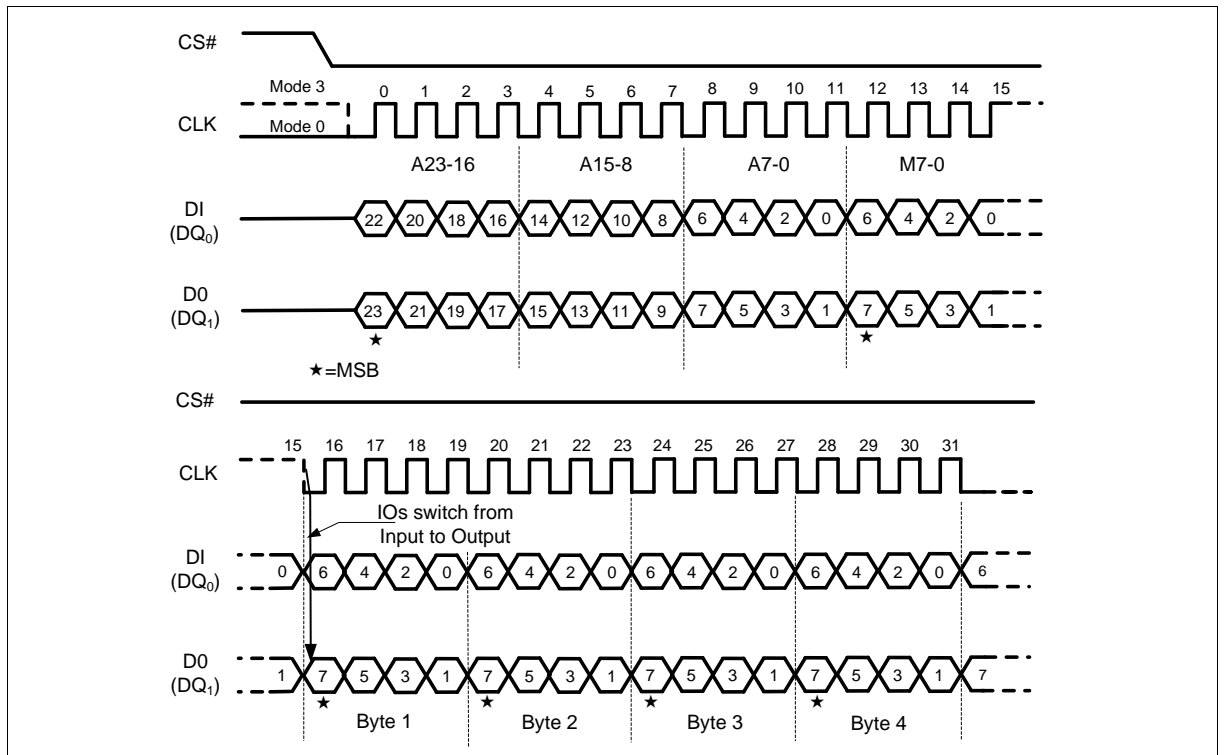 CS#
Mode 3
0 1 2 3 4 5 6 7 8 9 10 11 12 13 14 15
CLK
Mode 0
A23-16 A15-8 A7-0 M7-0
DI
(DQ0)
22 20 18 16 14 12 10 8 6 4 2 0 6 4 2 0
D0
(DQ1)
23 21 19 17 15 13 11 9 7 5 3 1 7 5 3 1
★ ★
★=MSB
CS#
15 16 17 18 19 20 21 22 23 24 25 26 27 28 29 30 31
CLK
IOs switch from
Input to Output
DI
(DQ0)
0 6 4 2 0 6 4 2 0 6 4 2 0 6 4 2 0 6
D0
(DQ1)
1 7 5 3 1 7 5 3 1 7 5 3 1 7 5 3 1 7
★ ★ ★ ★
Byte 1 Byte 2 Byte 3 Byte 4